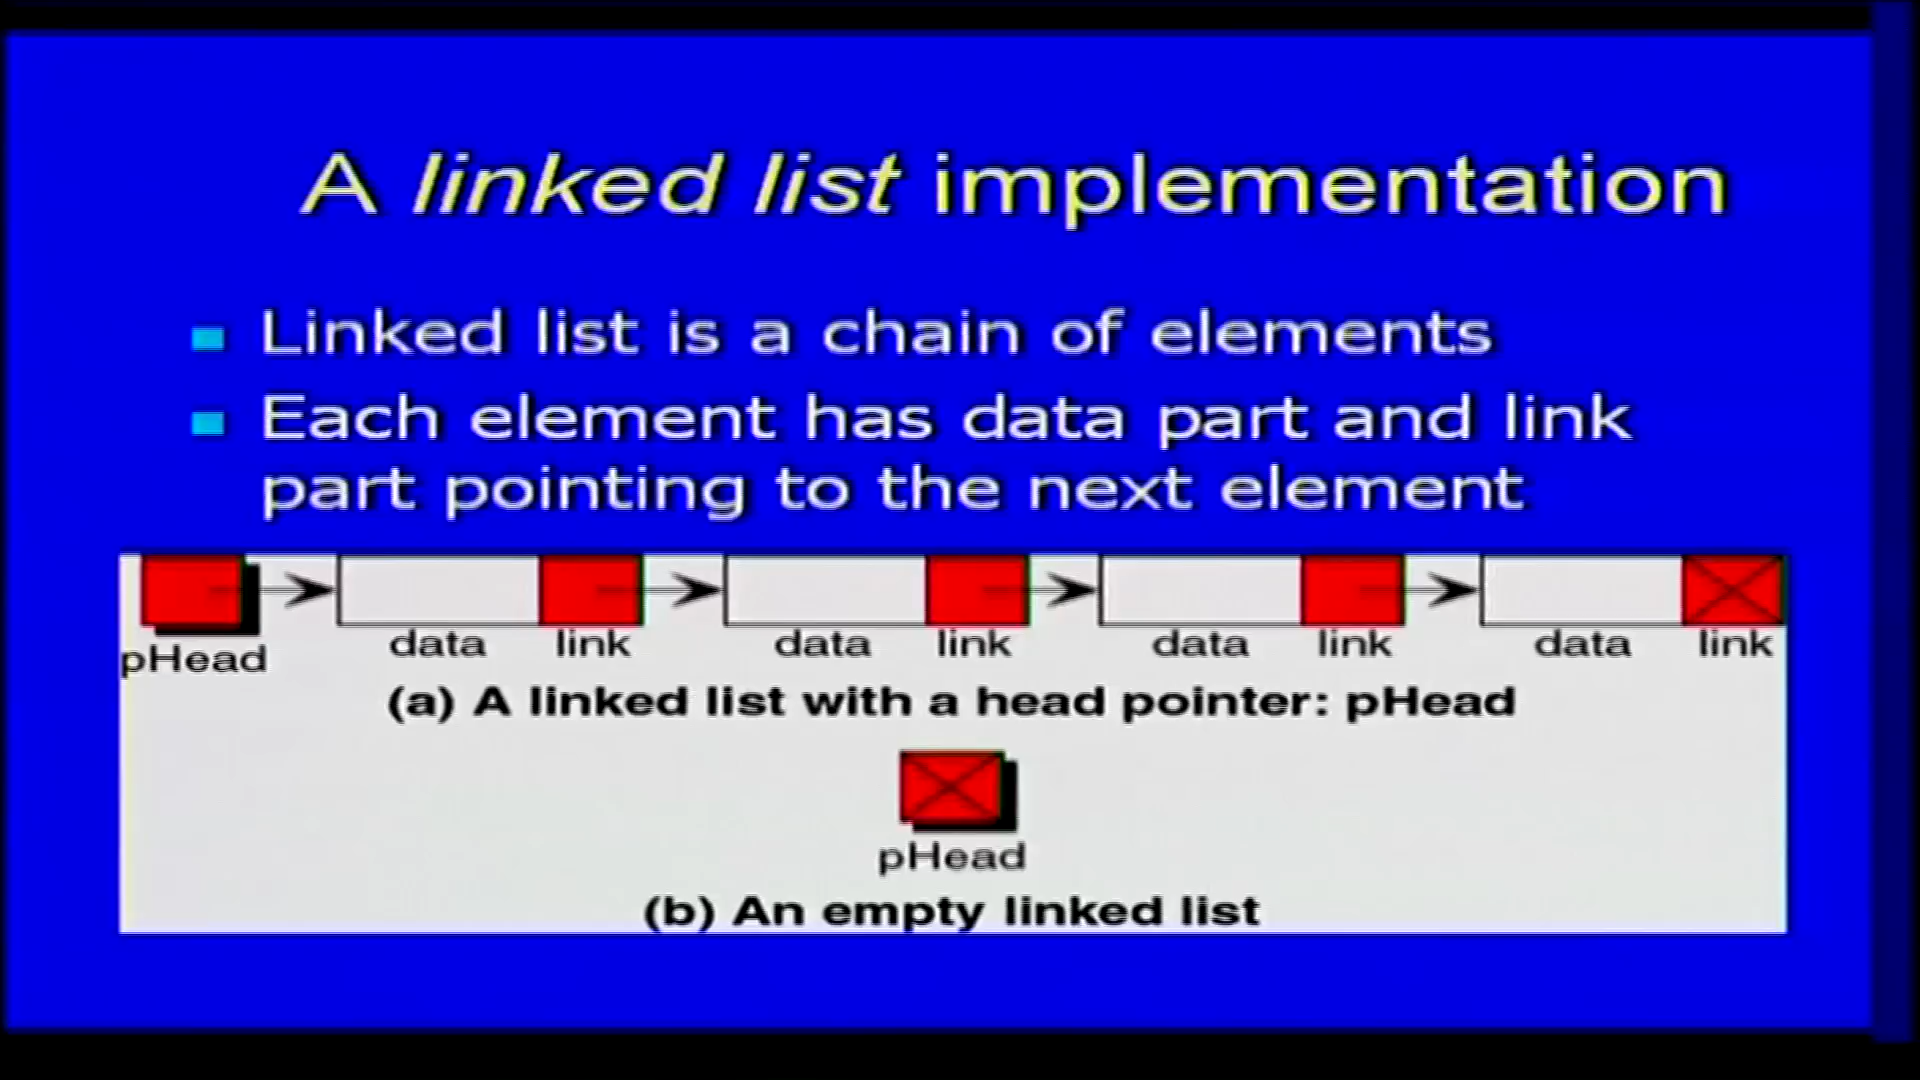 A linked list implementation
Linked list is a chain of elements
Each element has data part and link
part pointing to the next element
pHead data link data link data link data link
(a) A linked list with a head pointer: pHead
pHead
(b) An empty linked list